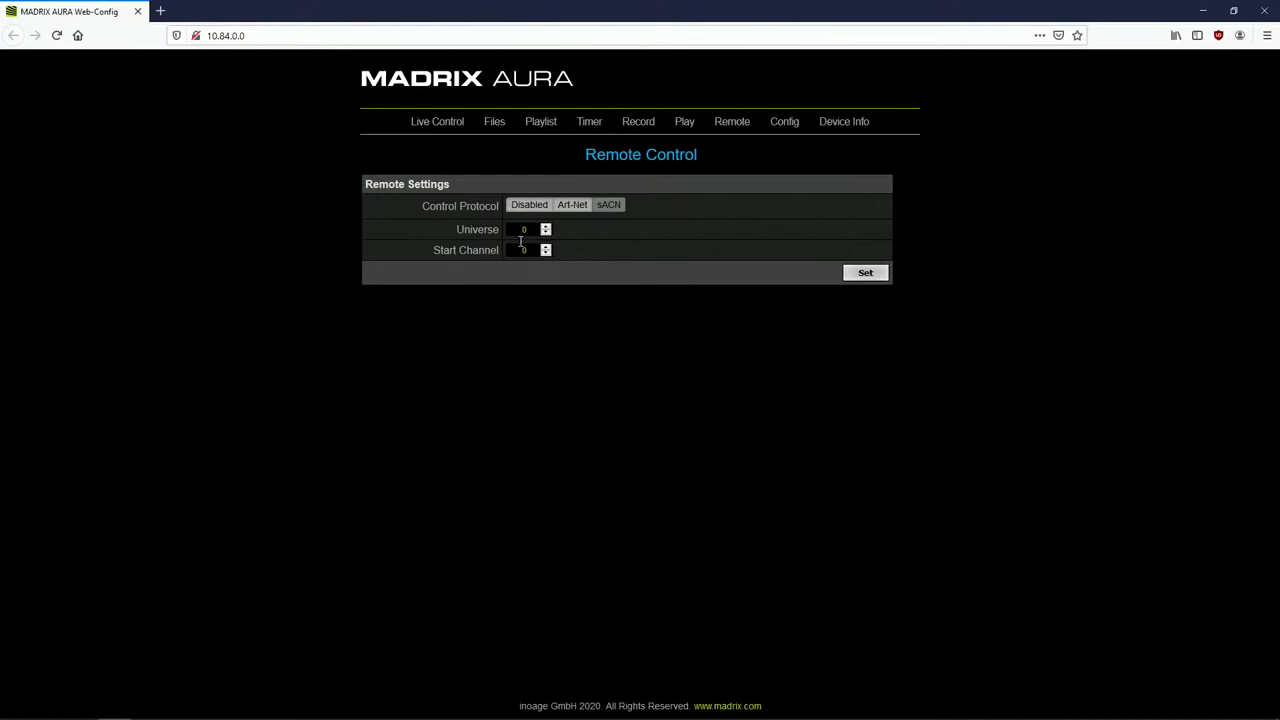 MADRIX AURA Web-Config
10.84.0.0
MADRIX AURA
Live Control Files Playlist Timer Record Play Remote Config Device Info
Remote Control
Remote Settings
Control Protocol Disabled Art-Net sACN
Universe 0
Start Channel 0
Set
inoage GmbH 2020. All Rights Reserved. www.madrix.com